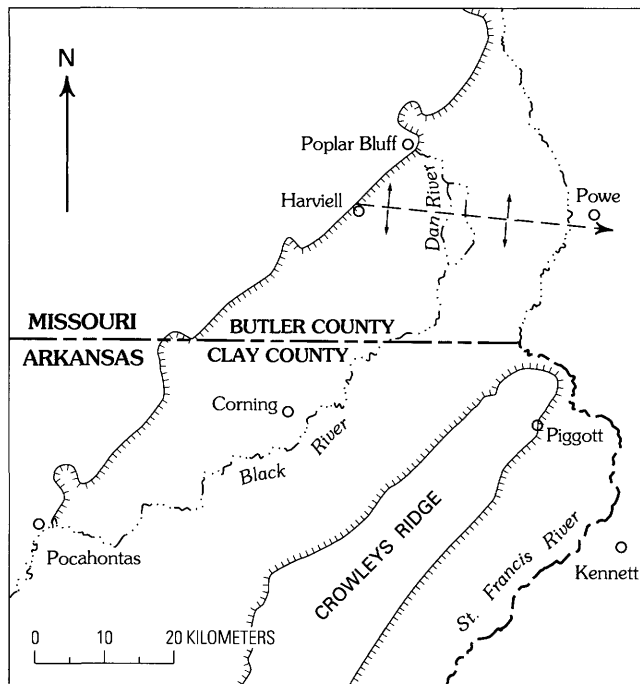 N
Poplar Bluff
Harviell
Dan River
Powe
MISSOURI
BUTLER COUNTY
ARKANSAS
CLAY COUNTY
Corning
Black River
Piggott
CROWLEYS RIDGE
Pocahontas
St. Francis River
Kennett
0 10 20 KILOMETERS